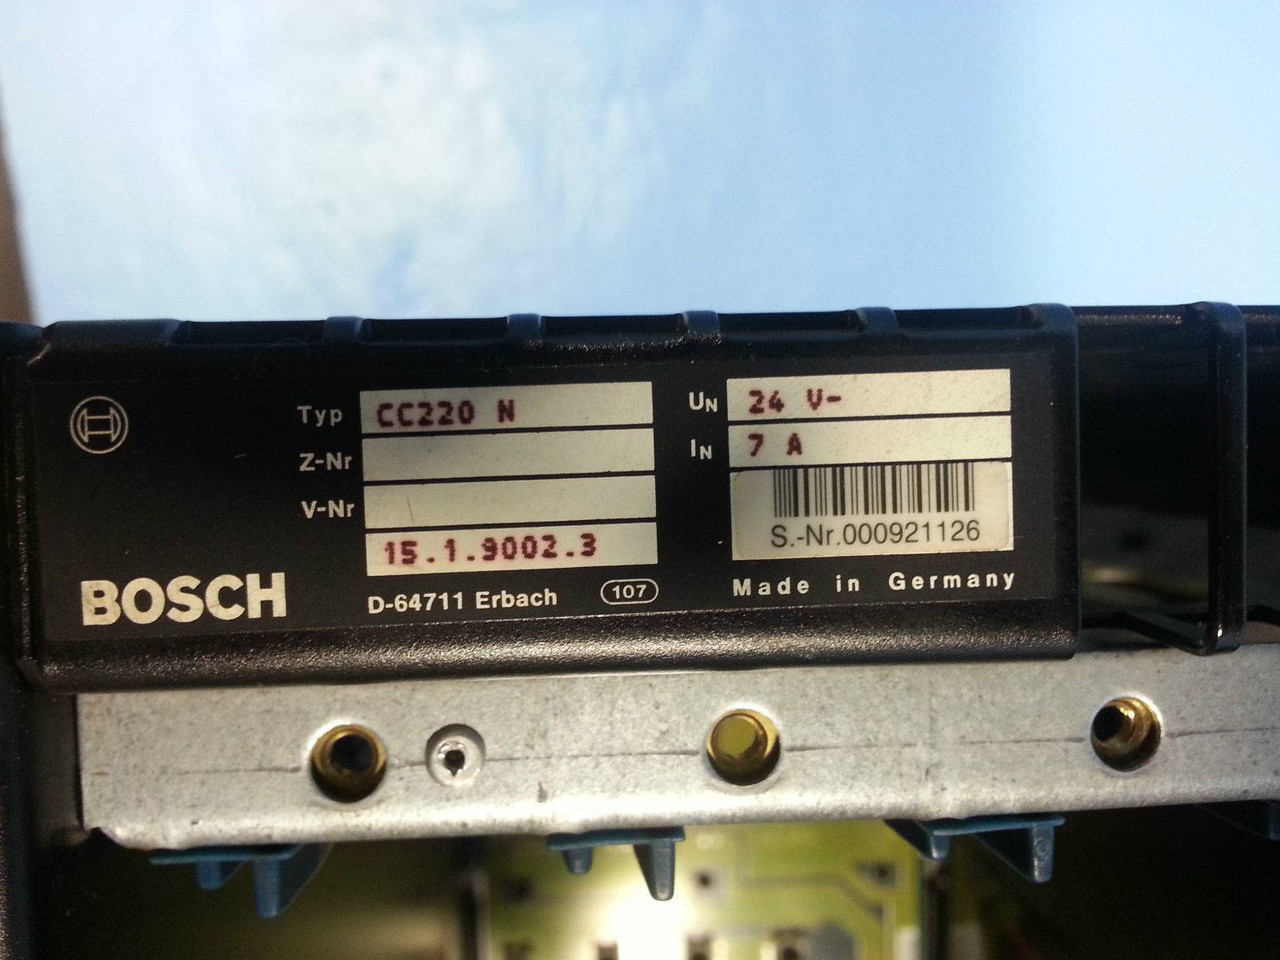 Typ CC220 N
Z-Nr
V-Nr
15.1.9002.3
BOSCH
D-64711 Erbach 107
UN 24 V-
IN 7 A
S.-Nr.000921126
Made in Germany